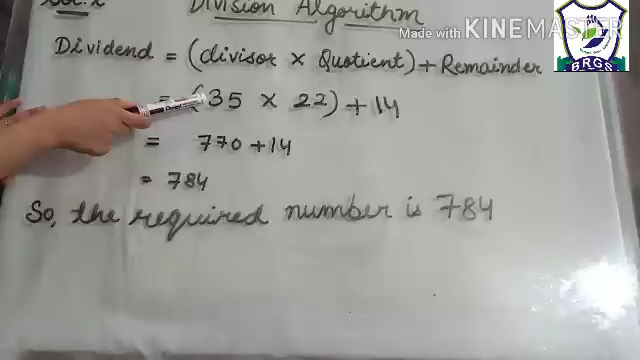 Division Algorithm
Made with KINEMASTER
Dividend = (divisor × Quotient) + Remainder
= (35 × 22) + 14
= 770 + 14
= 784
So, the required number is 784
BRGS